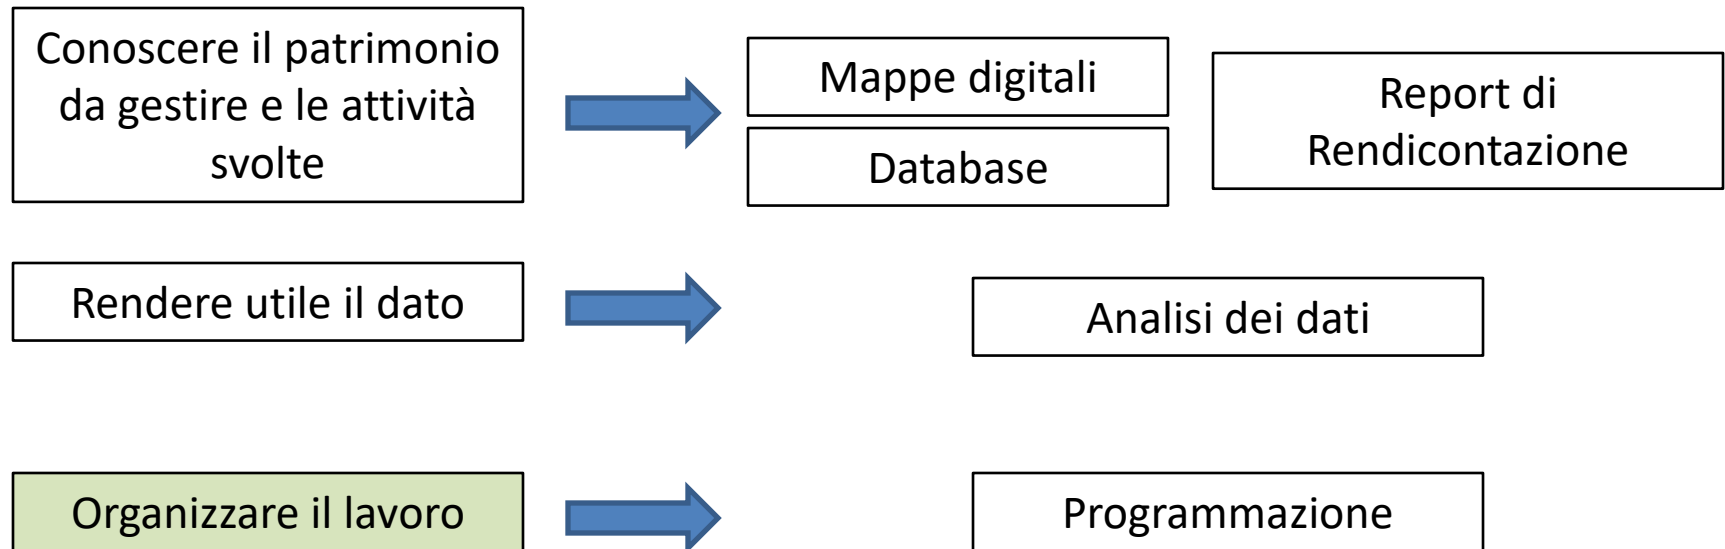 Conoscere il patrimonio
da gestire e le attività
svolte
Mappe digitali
Database
Report di
Rendicontazione
Rendere utile il dato
Analisi dei dati
Organizzare il lavoro
Programmazione